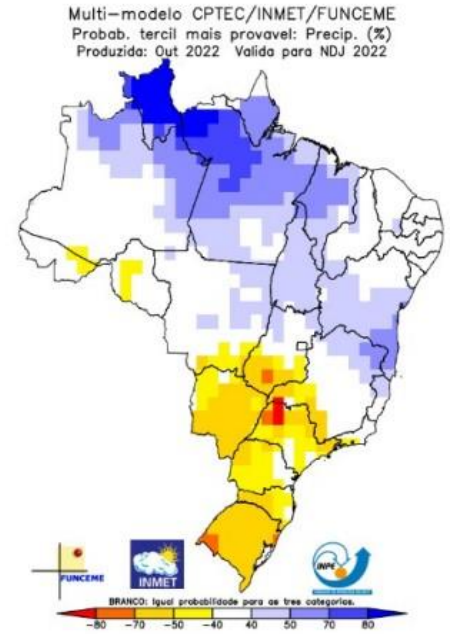 Multi-modelo CPTEC/INMET/FUNCEME
Probab. tercil mais provavel: Precip. (%)
Produzida: Out 2022 Valida para NDJ 2022
FUNCEME
INMET
INPE
BRANCO: Igual probabilidade para as tres categorias.
-80 -70 -50 -40 40 50 70 80